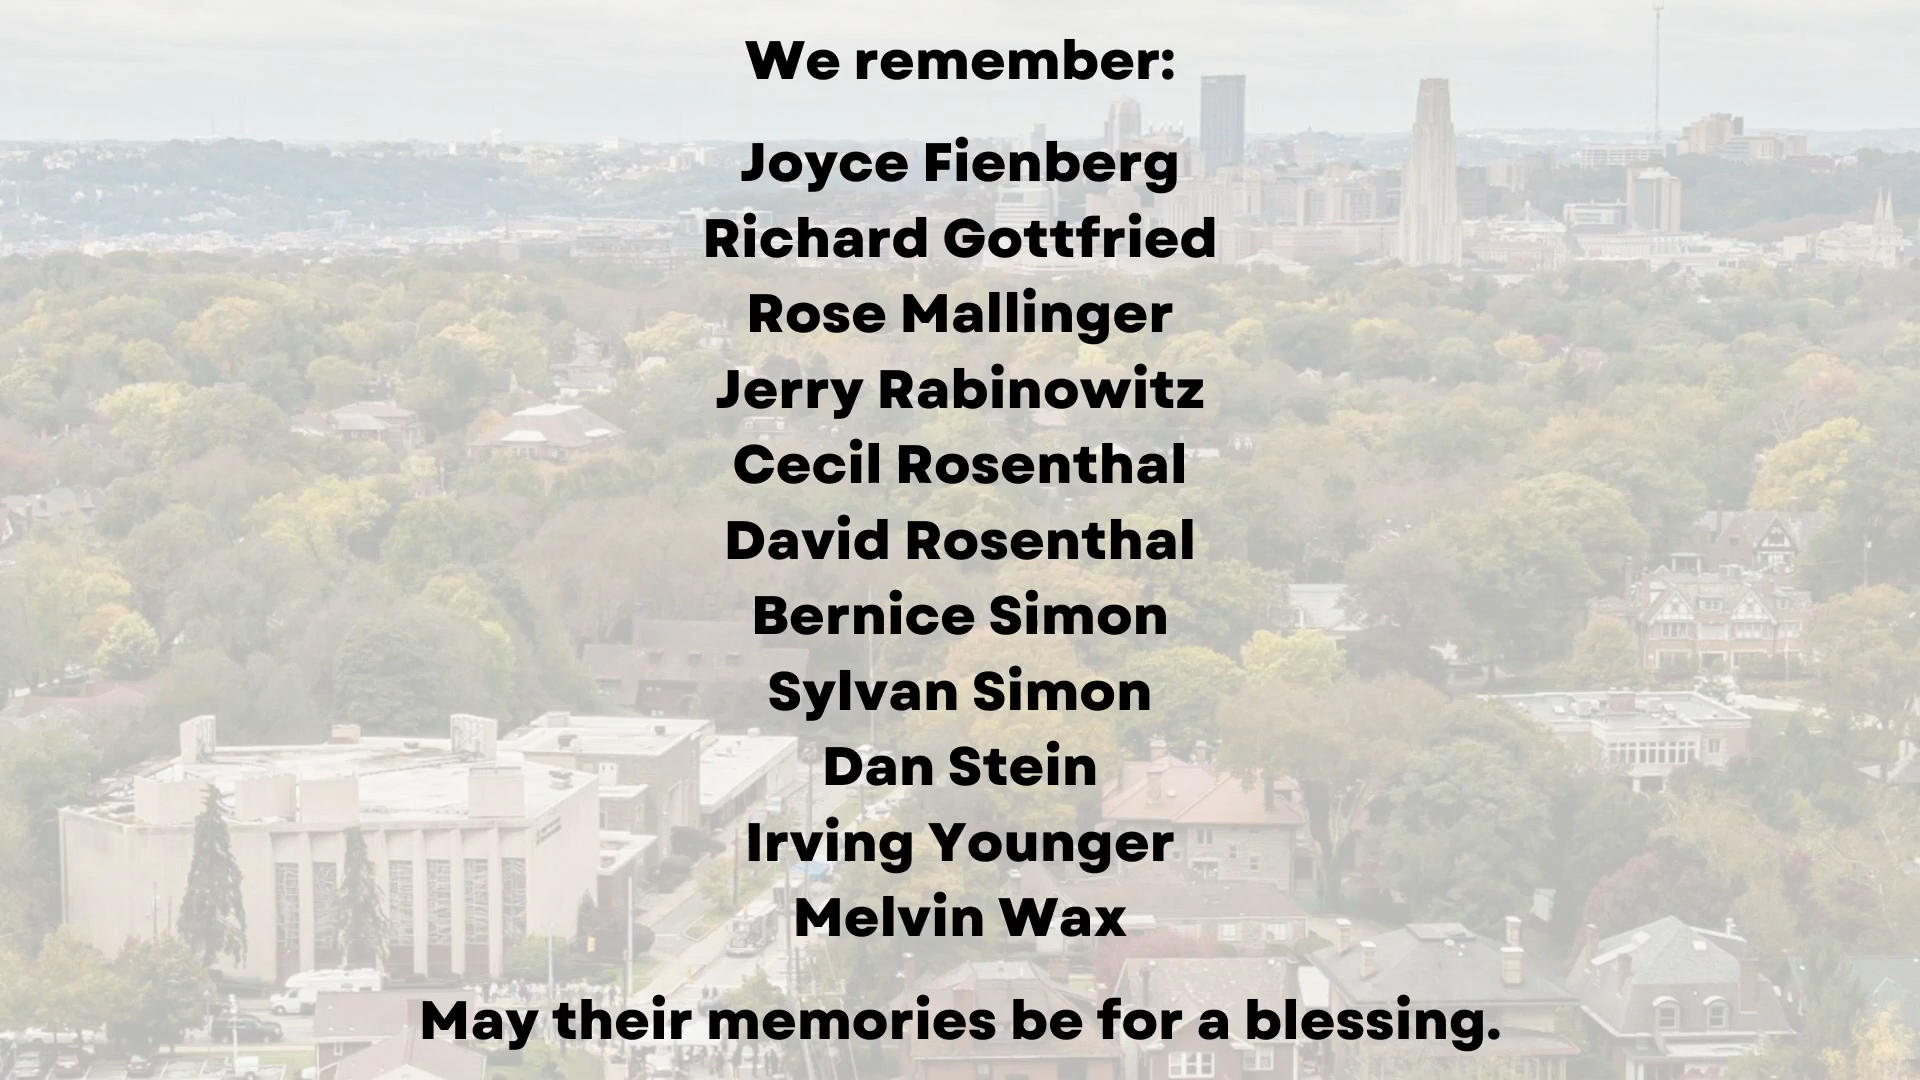 We remember:
Joyce Fienberg
Richard Gottfried
Rose Mallinger
Jerry Rabinowitz
Cecil Rosenthal
David Rosenthal
Bernice Simon
Sylvan Simon
Dan Stein
Irving Younger
Melvin Wax
May their memories be for a blessing.